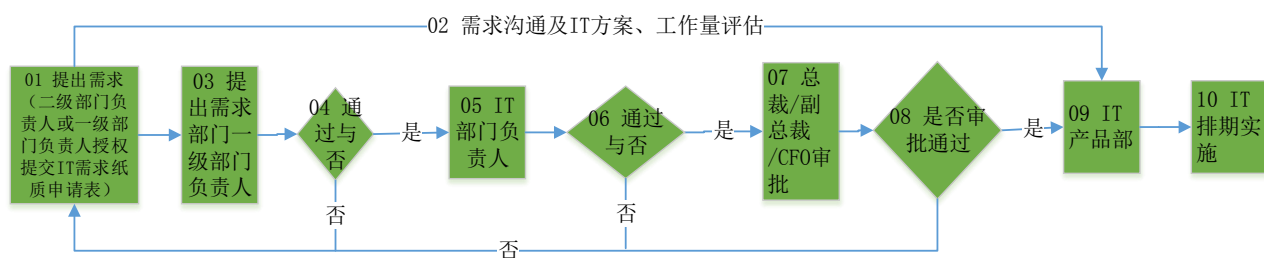 02 需求沟通及IT方案、工作量评估
01 提出需求
（二级部门负
责人或一级部
门负责人授权
提交IT需求纸
质申请表）
03 提
出需求
部门一
级部门
负责人
04 通
过与
否
是
否
05 IT
部门负
责人
06 通过
与否
是
否
07 总
裁/副
总裁
/CFO审
批
08 是否审
批通过
是
否
09 IT
产品部
10 IT
排期实
施